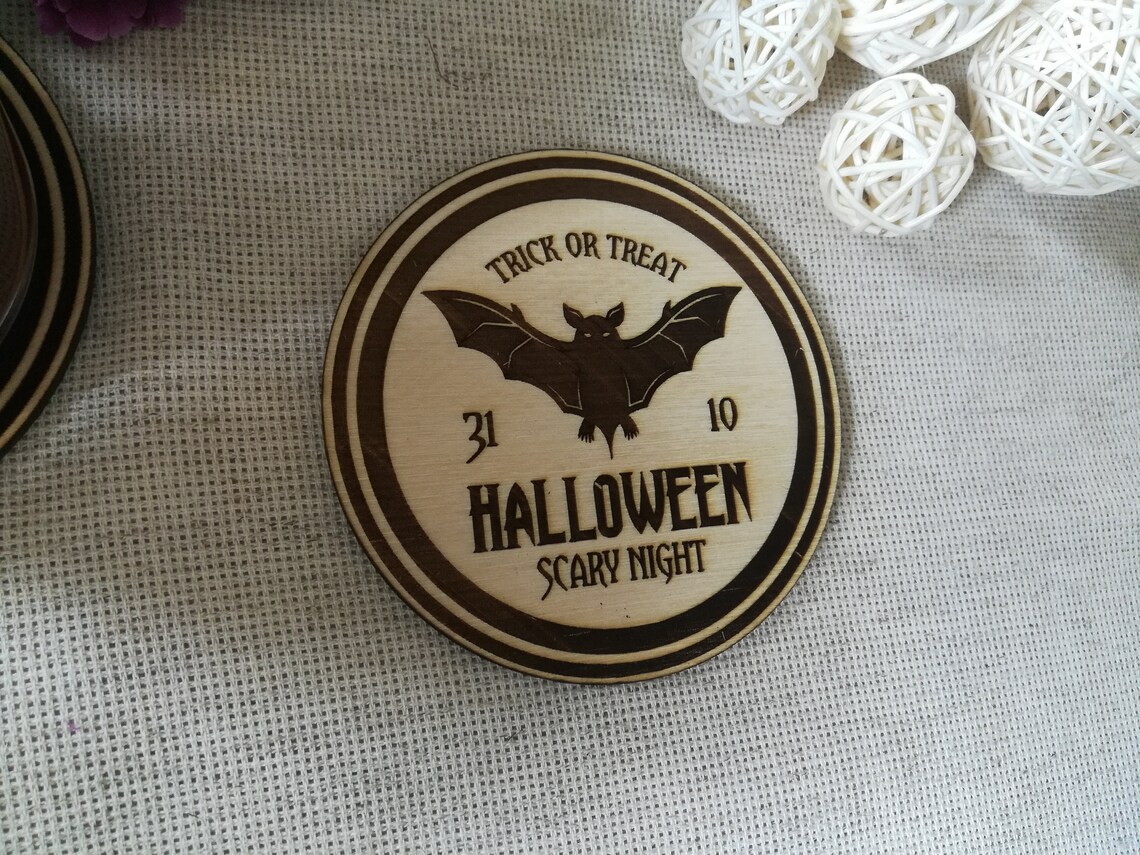 TRICK OR TREAT
31 10
HALLOWEEN
SCARY NIGHT